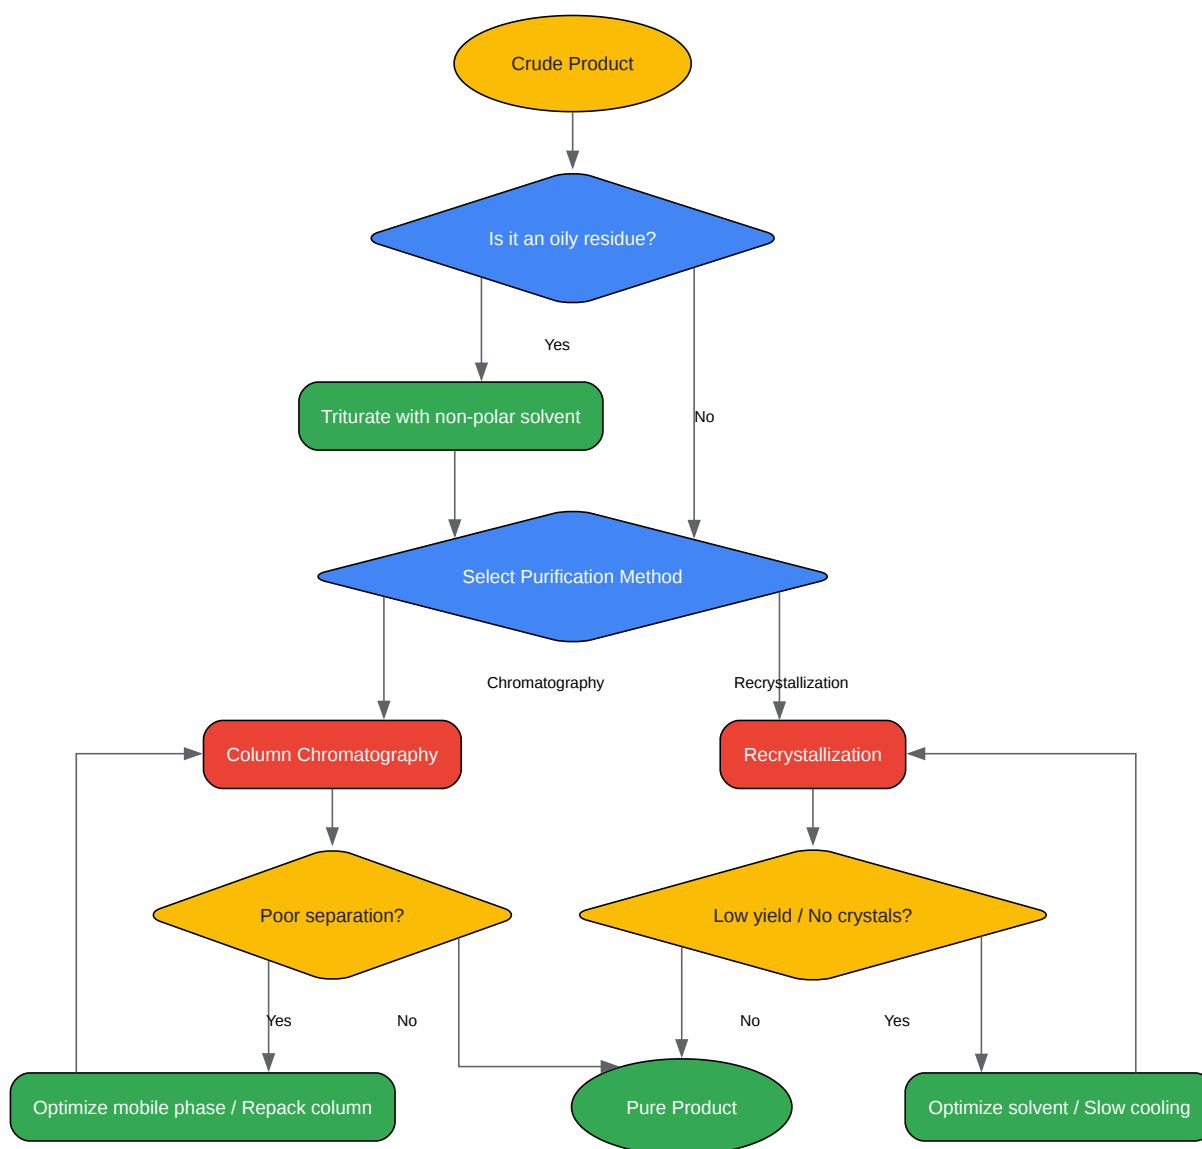 Crude Product
Is it an oily residue?
Yes
Triturate with non-polar solvent
No
Select Purification Method
Chromatography
Recrystallization
Column Chromatography
Recrystallization
Poor separation?
Low yield / No crystals?
Yes
No
No
Yes
Optimize mobile phase / Repack column
Pure Product
Optimize solvent / Slow cooling